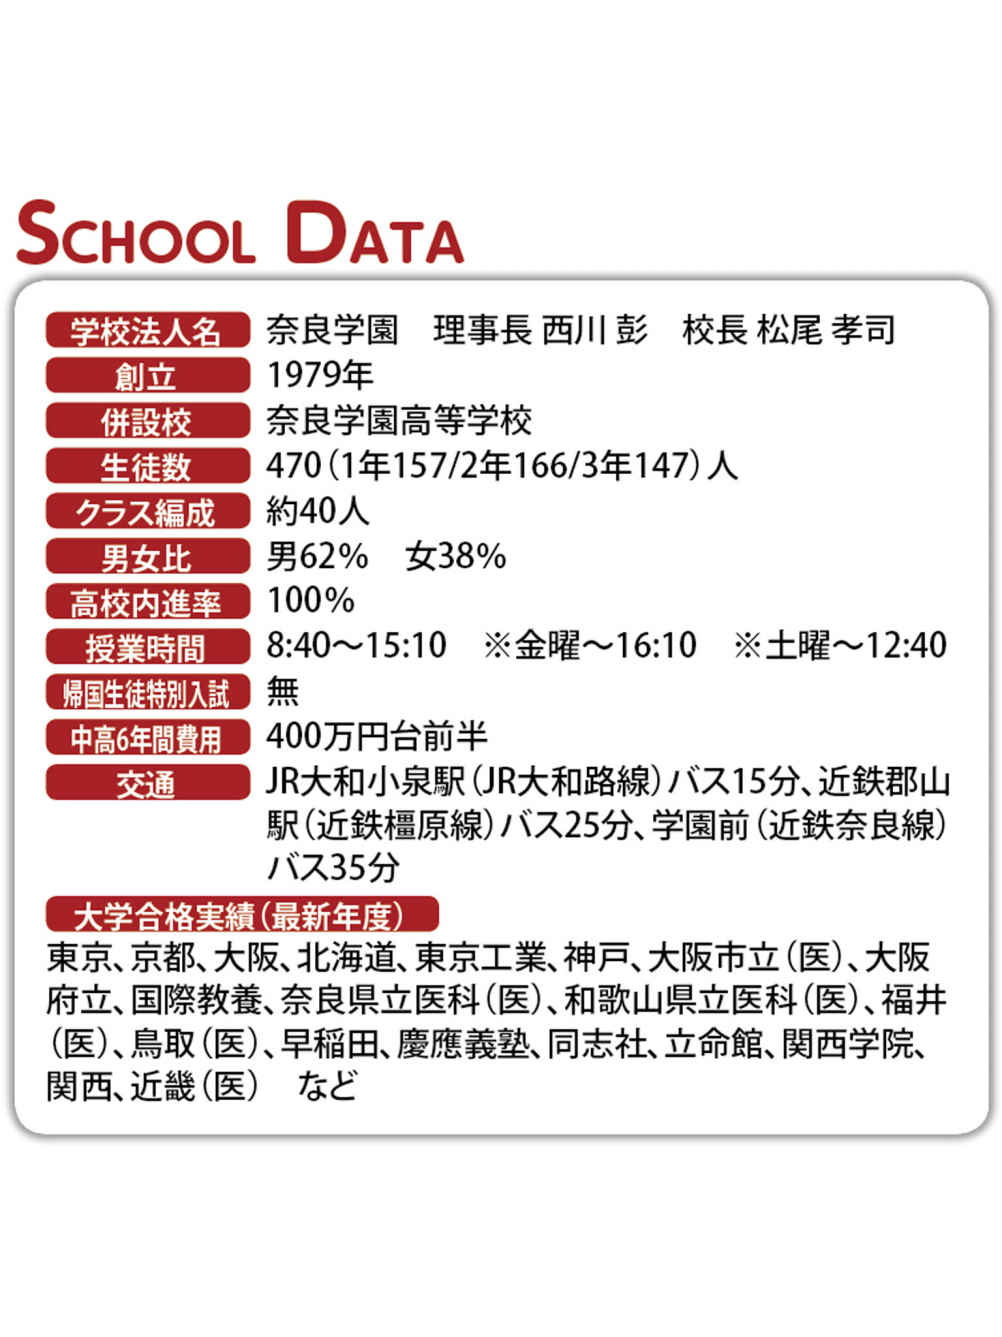 SCHOOL DATA
学校法人名 奈良学園　理事長 西川 彭　校長 松尾 孝司
創立 1979年
併設校 奈良学園高等学校
生徒数 470（1年157/2年166/3年147）人
クラス編成 約40人
男女比 男62%　女38%
高校内進率 100%
授業時間 8:40～15:10　※金曜～16:10　※土曜～12:40
帰国生徒特別入試 無
中高6年間費用 400万円台前半
交通 JR大和小泉駅（JR大和路線）バス15分、近鉄郡山
駅（近鉄橿原線）バス25分、学園前（近鉄奈良線）
バス35分
大学合格実績（最新年度）
東京、京都、大阪、北海道、東京工業、神戸、大阪市立（医）、大阪
府立、国際教養、奈良県立医科（医）、和歌山県立医科（医）、福井
（医）、鳥取（医）、早稲田、慶應義塾、同志社、立命館、関西学院、
関西、近畿（医）　など